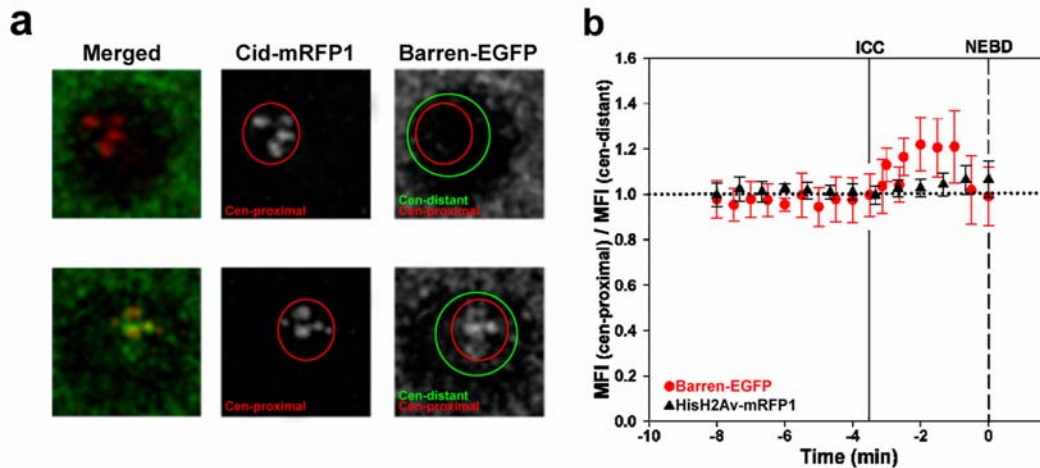 a
Merged
Cid-mRFP1
Barren-EGFP
Cen-proximal
Cen-distant
Cen-proximal
Cen-proximal
Cen-distant
Cen-proximal
b
ICC
NEBD
MFI (cen-proximal) / MFI (cen-distant)
1.6
1.4
1.2
1.0
0.8
0.6
0.4
0.2
0.0
Barren-EGFP
HisH2Av-mRFP1
-10
-8
-6
-4
-2
0
Time (min)